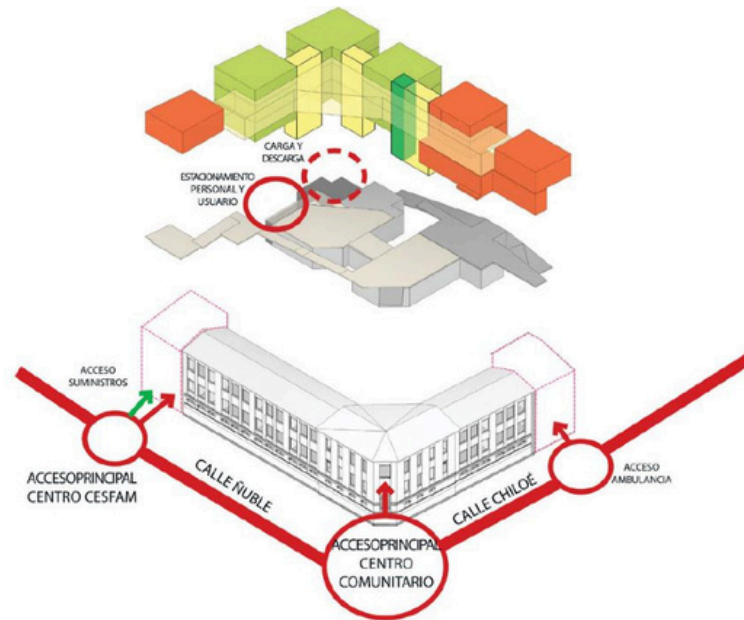 CARGA Y
DESCARGA
ESTACIONAMIENTO
PERSONAL Y
USUARIO
ACCESO
SUMINISTROS
ACCESOPRINCIPAL
CENTRO CESFAM
CALLE ÑUBLE
CALLE CHILOÉ
ACCESO
AMBULANCIA
ACCESOPRINCIPAL
CENTRO
COMUNITARIO